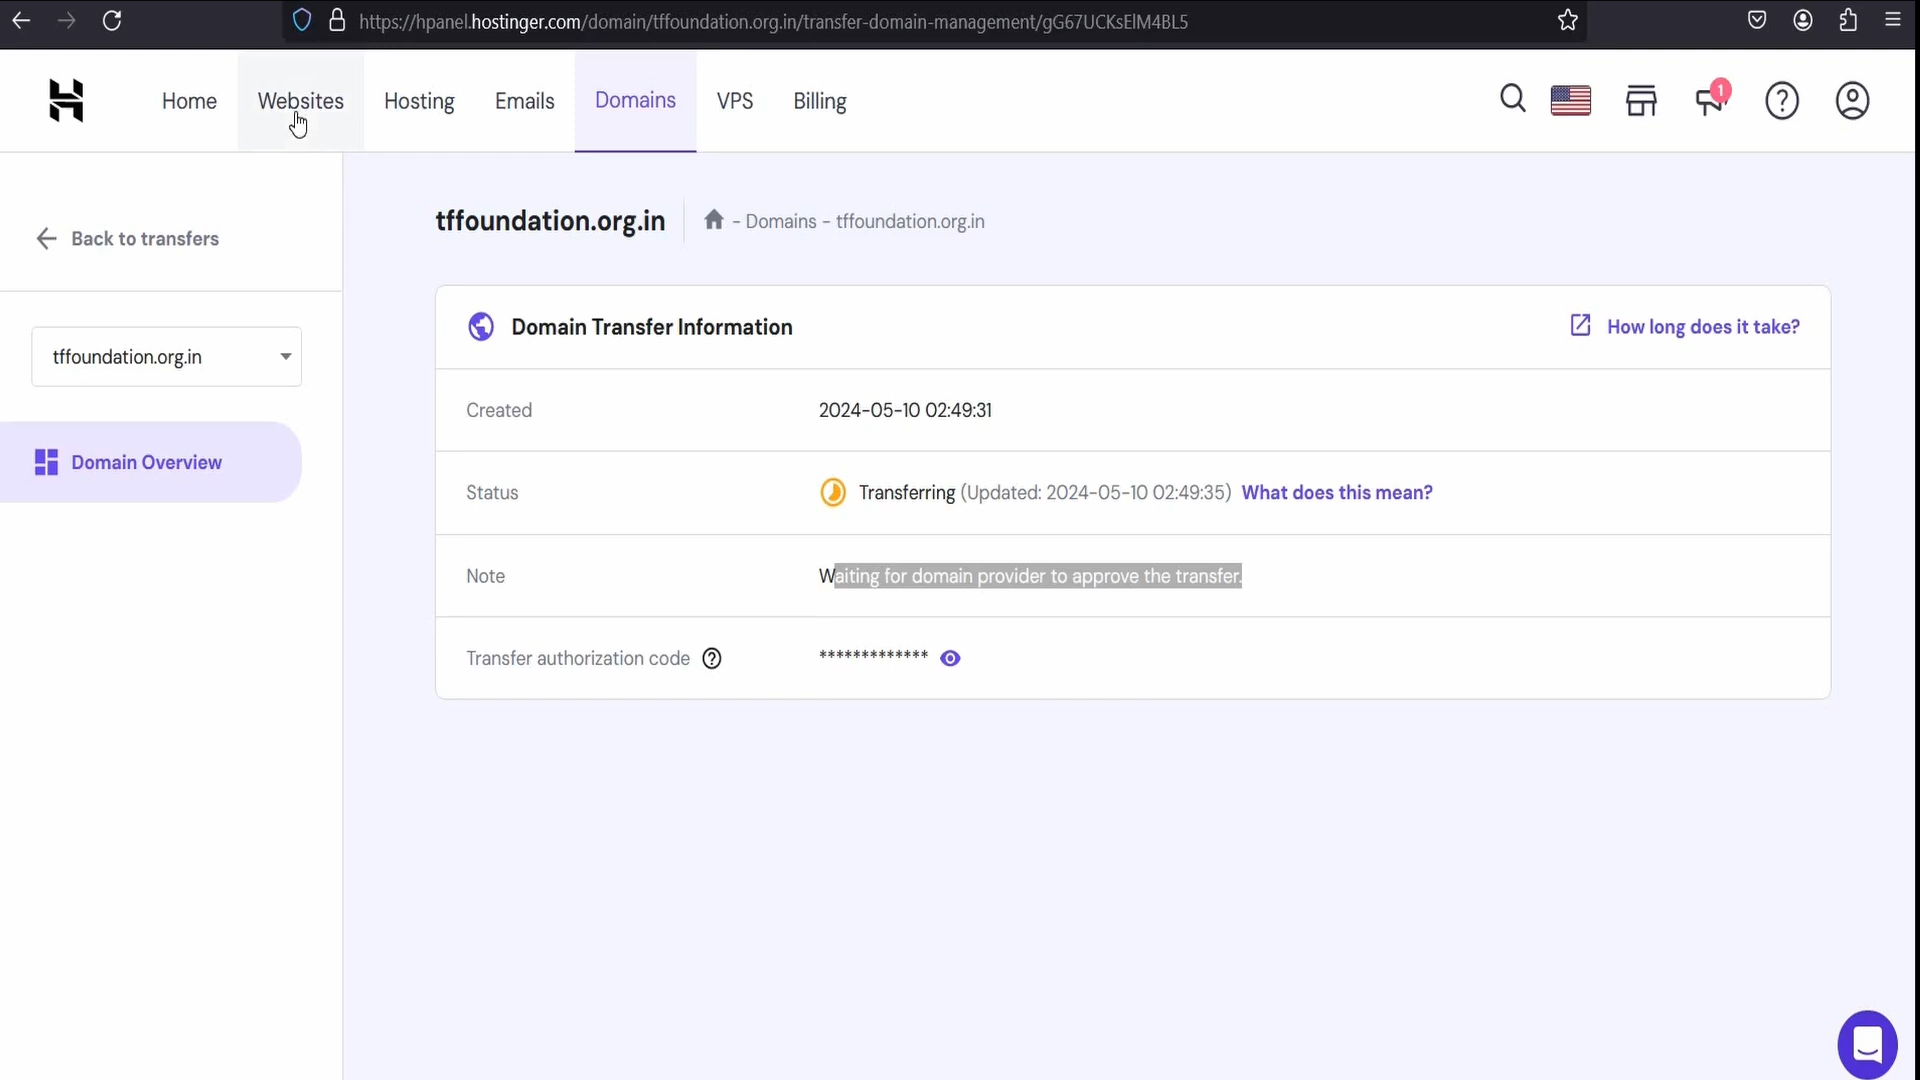 https://hpanel.hostinger.com/domain/tffoundation.org.in/transfer-domain-management/gG67UCKsElM4BL5
Home Websites Hosting Emails Domains VPS Billing 1
Back to transfers
tffoundation.org.in
Domain Overview
tffoundation.org.in - Domains - tffoundation.org.in
Domain Transfer Information How long does it take?
Created 2024-05-10 02:49:31
Status Transferring (Updated: 2024-05-10 02:49:35) What does this mean?
Note Waiting for domain provider to approve the transfer.
Transfer authorization code *************